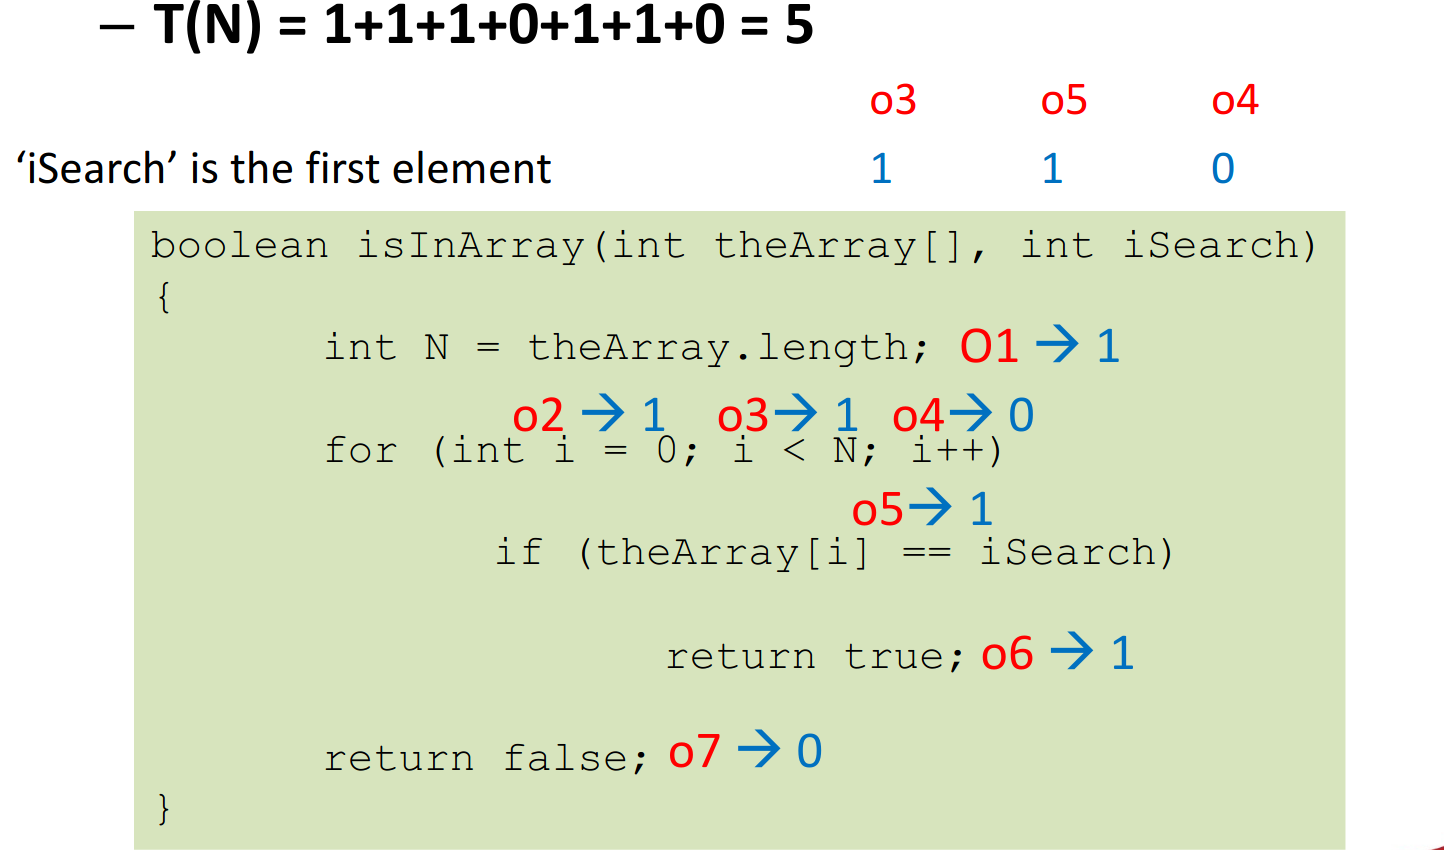 – T(N) = 1+1+1+0+1+1+0 = 5
o3 o5 o4
‘iSearch’ is the first element 1 1 0
boolean isInArray(int theArray[], int iSearch)
{
int N = theArray.length; O1 → 1
o2 → 1 o3→ 1 o4→ 0
for (int i = 0; i < N; i++)
o5→ 1
if (theArray[i] == iSearch)
return true; o6 → 1
return false; o7 → 0
}